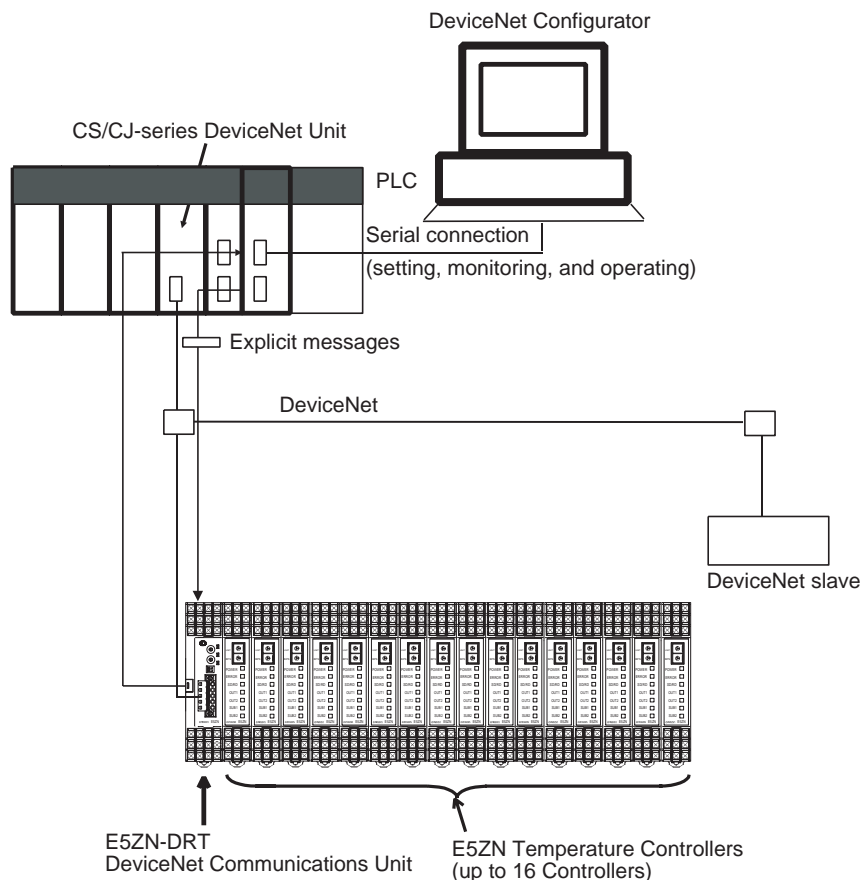 DeviceNet Configurator
CS/CJ-series DeviceNet Unit
PLC
Serial connection
(setting, monitoring, and operating)
Explicit messages
DeviceNet
DeviceNet slave
E5ZN-DRT
DeviceNet Communications Unit
E5ZN Temperature Controllers
(up to 16 Controllers)